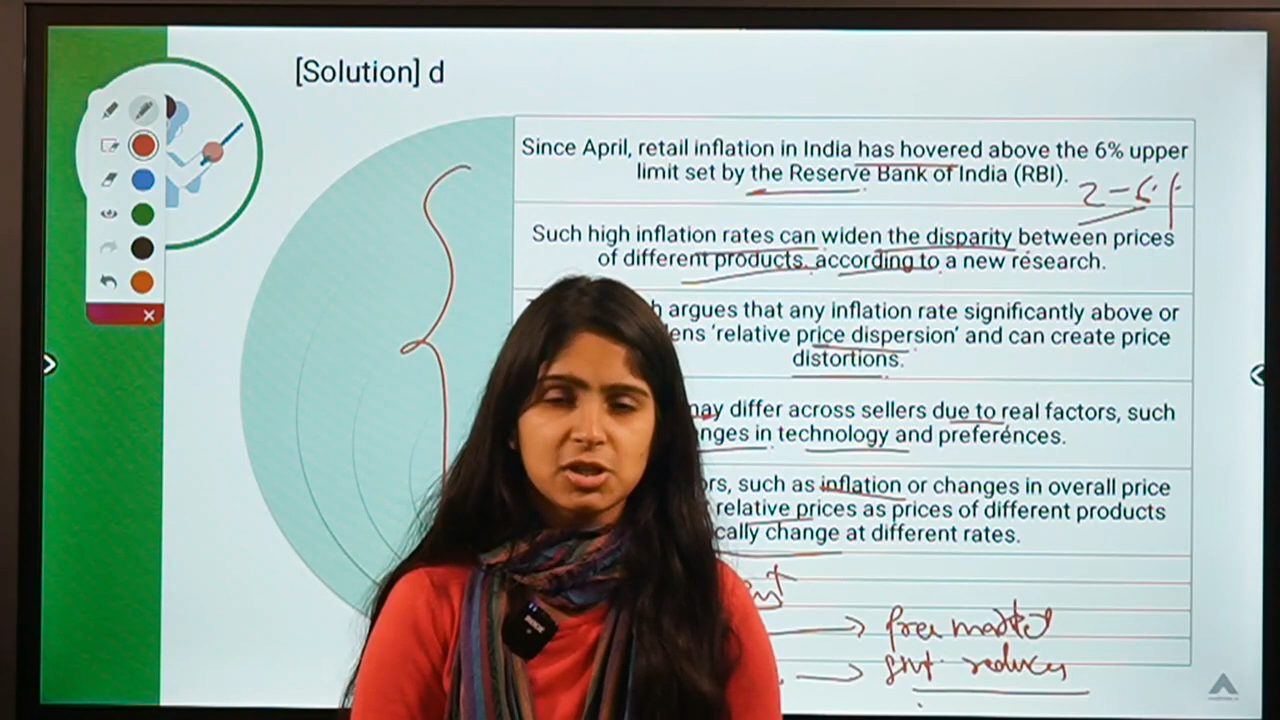 [Solution] d
Since April, retail inflation in India has hovered above the 6% upper
limit set by the Reserve Bank of India (RBI).
2-6%
Such high inflation rates can widen the disparity between prices
of different products, according to a new research.
argues that any inflation rate significantly above or
'relative price dispersion' and can create price
distortions.
may differ across sellers due to real factors, such
in technology and preferences.
such as inflation or changes in overall price
relative prices as prices of different products
change at different rates.
free market
reduces